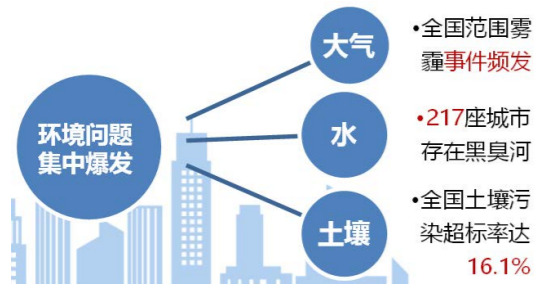 环境问题
集中爆发
大气
•全国范围雾
霾事件频发
水
•217座城市
存在黑臭河
土壤
•全国土壤污
染超标率达
16.1%